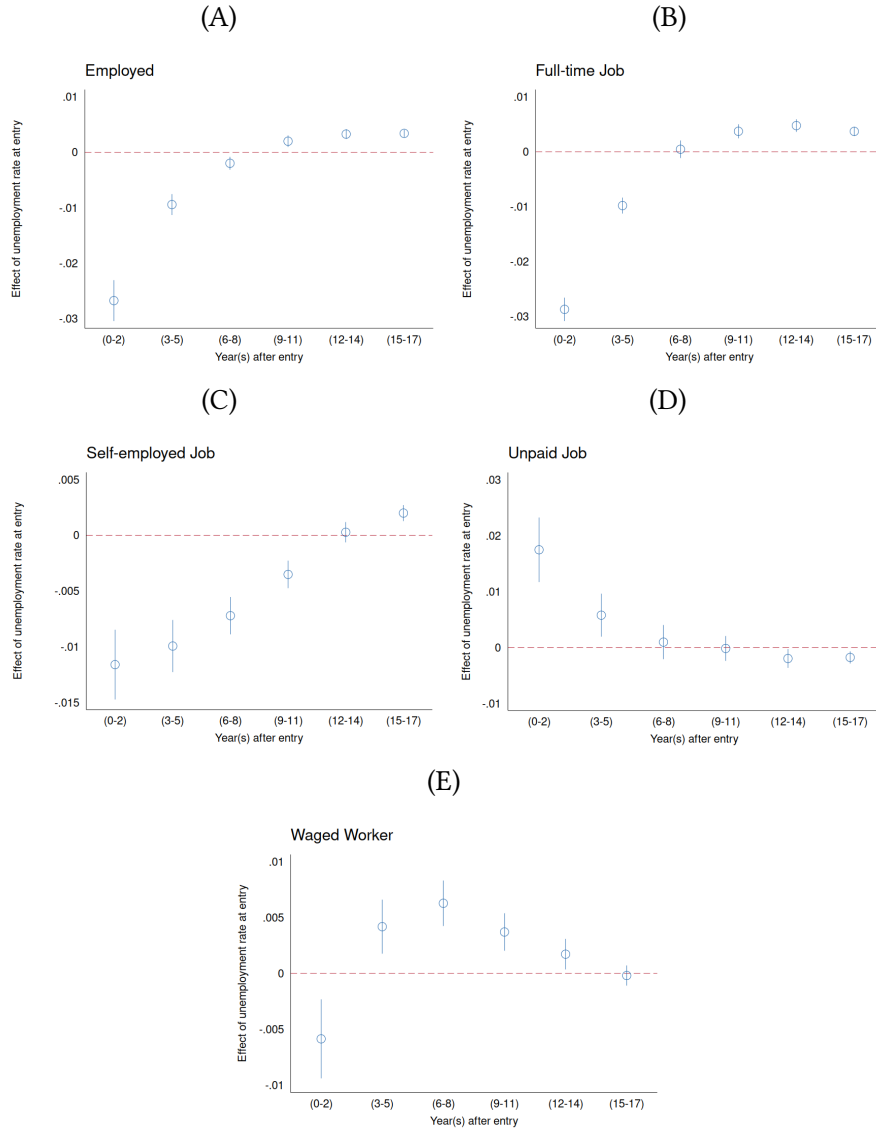 (A)
Employed
Effect of unemployment rate at entry
.01
0
-.01
-.02
-.03
(0-2) (3-5) (6-8) (9-11) (12-14) (15-17)
Year(s) after entry
(B)
Full-time Job
Effect of unemployment rate at entry
.01
0
-.01
-.02
-.03
(0-2) (3-5) (6-8) (9-11) (12-14) (15-17)
Year(s) after entry
(C)
Self-employed Job
Effect of unemployment rate at entry
.005
0
-.005
-.01
-.015
(0-2) (3-5) (6-8) (9-11) (12-14) (15-17)
Year(s) after entry
(D)
Unpaid Job
Effect of unemployment rate at entry
.03
.02
.01
0
-.01
(0-2) (3-5) (6-8) (9-11) (12-14) (15-17)
Year(s) after entry
(E)
Waged Worker
Effect of unemployment rate at entry
.01
.005
0
-.005
-.01
(0-2) (3-5) (6-8) (9-11) (12-14) (15-17)
Year(s) after entry